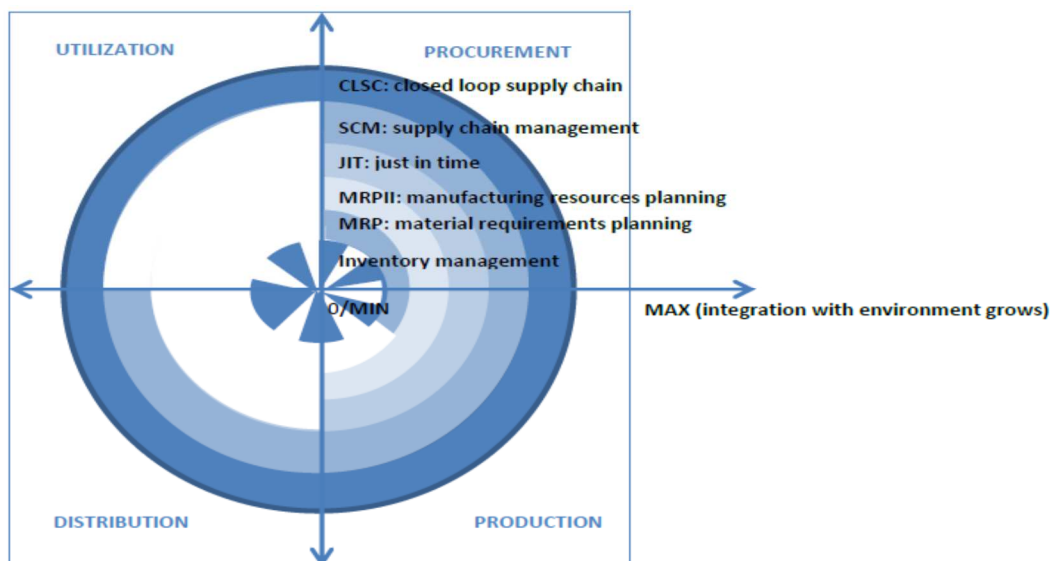 UTILIZATION
PROCUREMENT
CLSC: closed loop supply chain
SCM: supply chain management
JIT: just in time
MRPII: manufacturing resources planning
MRP: material requirements planning
Inventory management
0/MIN
MAX (integration with environment grows)
DISTRIBUTION
PRODUCTION